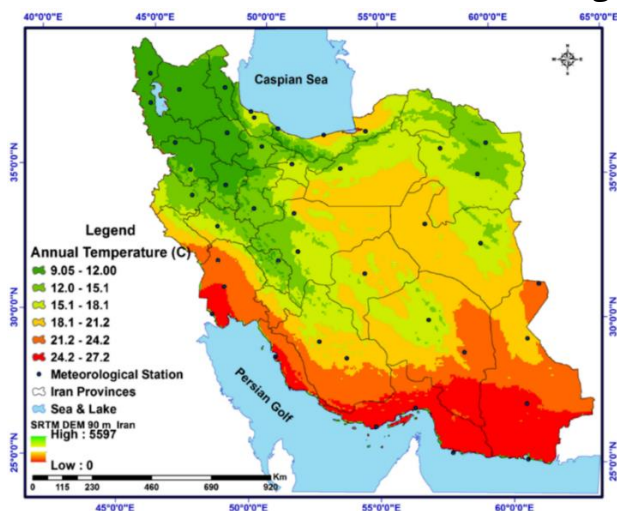 40°0'0"E 45°0'0"E 50°0'0"E 55°0'0"E 60°0'0"E 65°0'0"E
Caspian Sea
35°0'0"N
35°0'0"N
Legend
Annual Temperature (C)
9.05 - 12.00
12.0 - 15.1
15.1 - 18.1
18.1 - 21.2
21.2 - 24.2
24.2 - 27.2
Meteorological Station
Iran Provinces
Sea & Lake
SRTM DEM 90 m_Iran
High : 5597
Low : 0
30°0'0"N
30°0'0"N
Persian Golf
25°0'0"N
25°0'0"N
Km
0 115 230 460 690 920
45°0'0"E 50°0'0"E 55°0'0"E 60°0'0"E